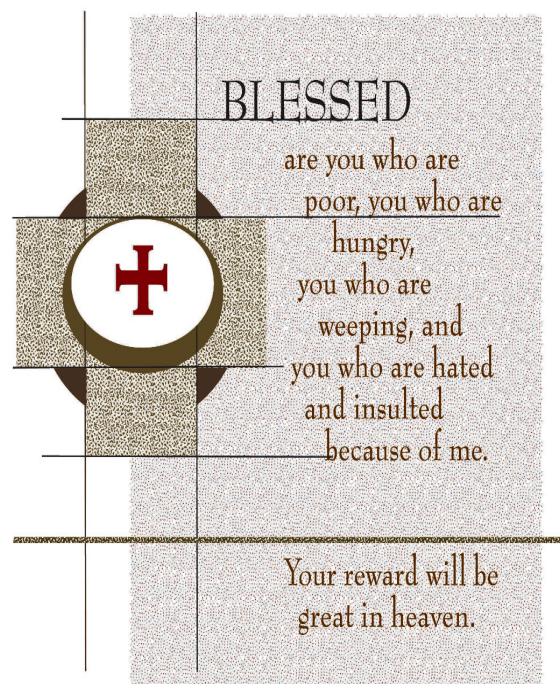 BLESSED
are you who are
poor, you who are
hungry,
you who are
weeping, and
you who are hated
and insulted
because of me.
Your reward will be
great in heaven.